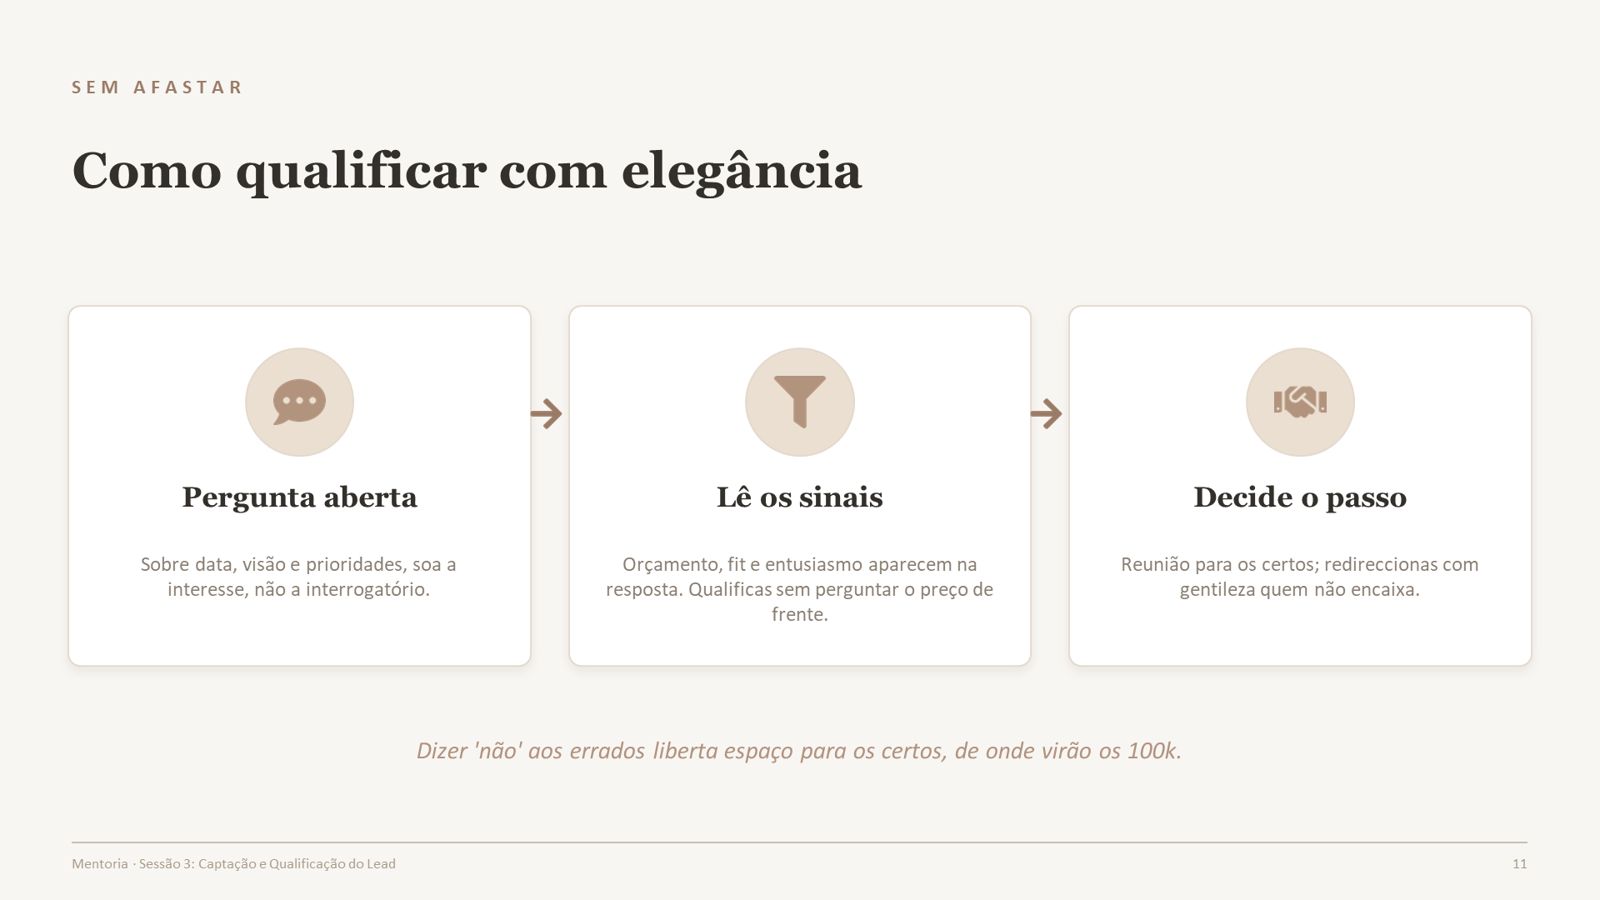 SEM AFASTAR
Como qualificar com elegância
Pergunta aberta
Sobre data, visão e prioridades, soa a
interesse, não a interrogatório.
Lê os sinais
Orçamento, fit e entusiasmo aparecem na
resposta. Qualificas sem perguntar o preço de
frente.
Decide o passo
Reunião para os certos; redireccionas com
gentileza quem não encaixa.
Dizer 'não' aos errados liberta espaço para os certos, de onde virão os 100k.
Mentoria · Sessão 3: Captação e Qualificação do Lead
11